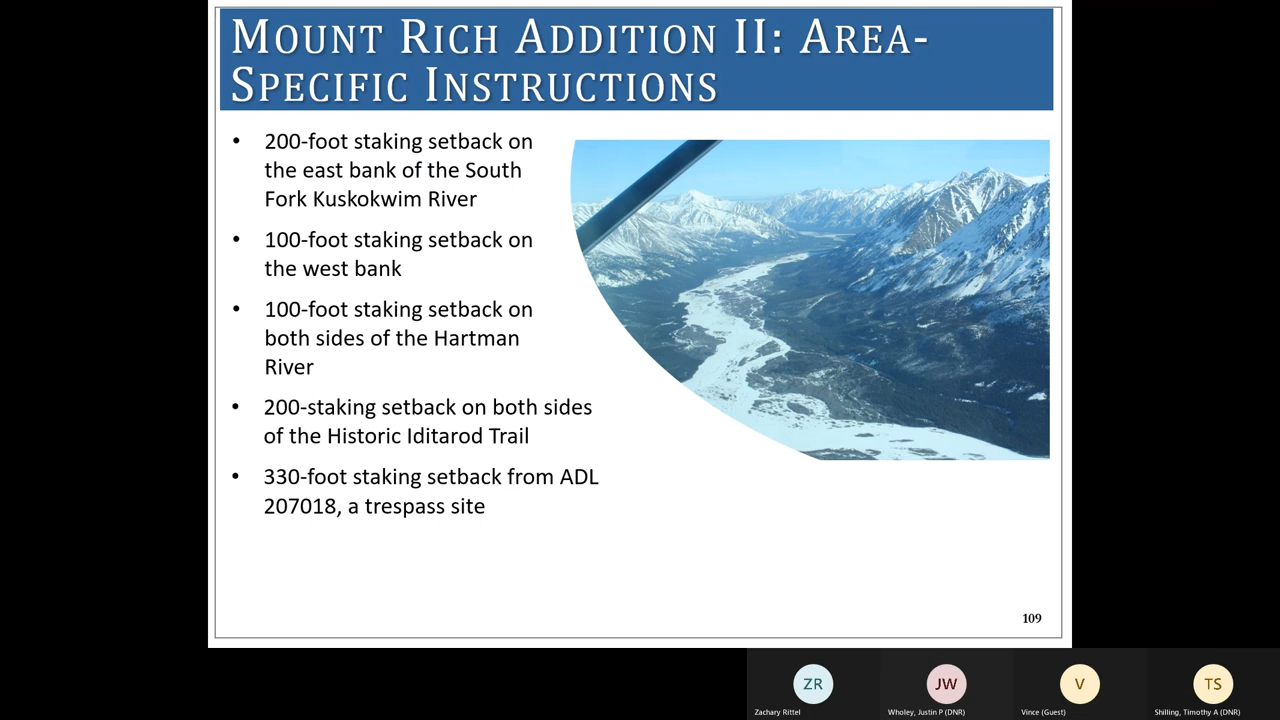 MOUNT RICH ADDITION II: AREA-
SPECIFIC INSTRUCTIONS
• 200-foot staking setback on
the east bank of the South
Fork Kuskokwim River
• 100-foot staking setback on
the west bank
• 100-foot staking setback on
both sides of the Hartman
River
• 200-staking setback on both sides
of the Historic Iditarod Trail
• 330-foot staking setback from ADL
207018, a trespass site
109
ZR
JW
V
TS
Zachary Rittel
Wholey, Justin P (DNR)
Vince (Guest)
Shilling, Timothy A (DNR)